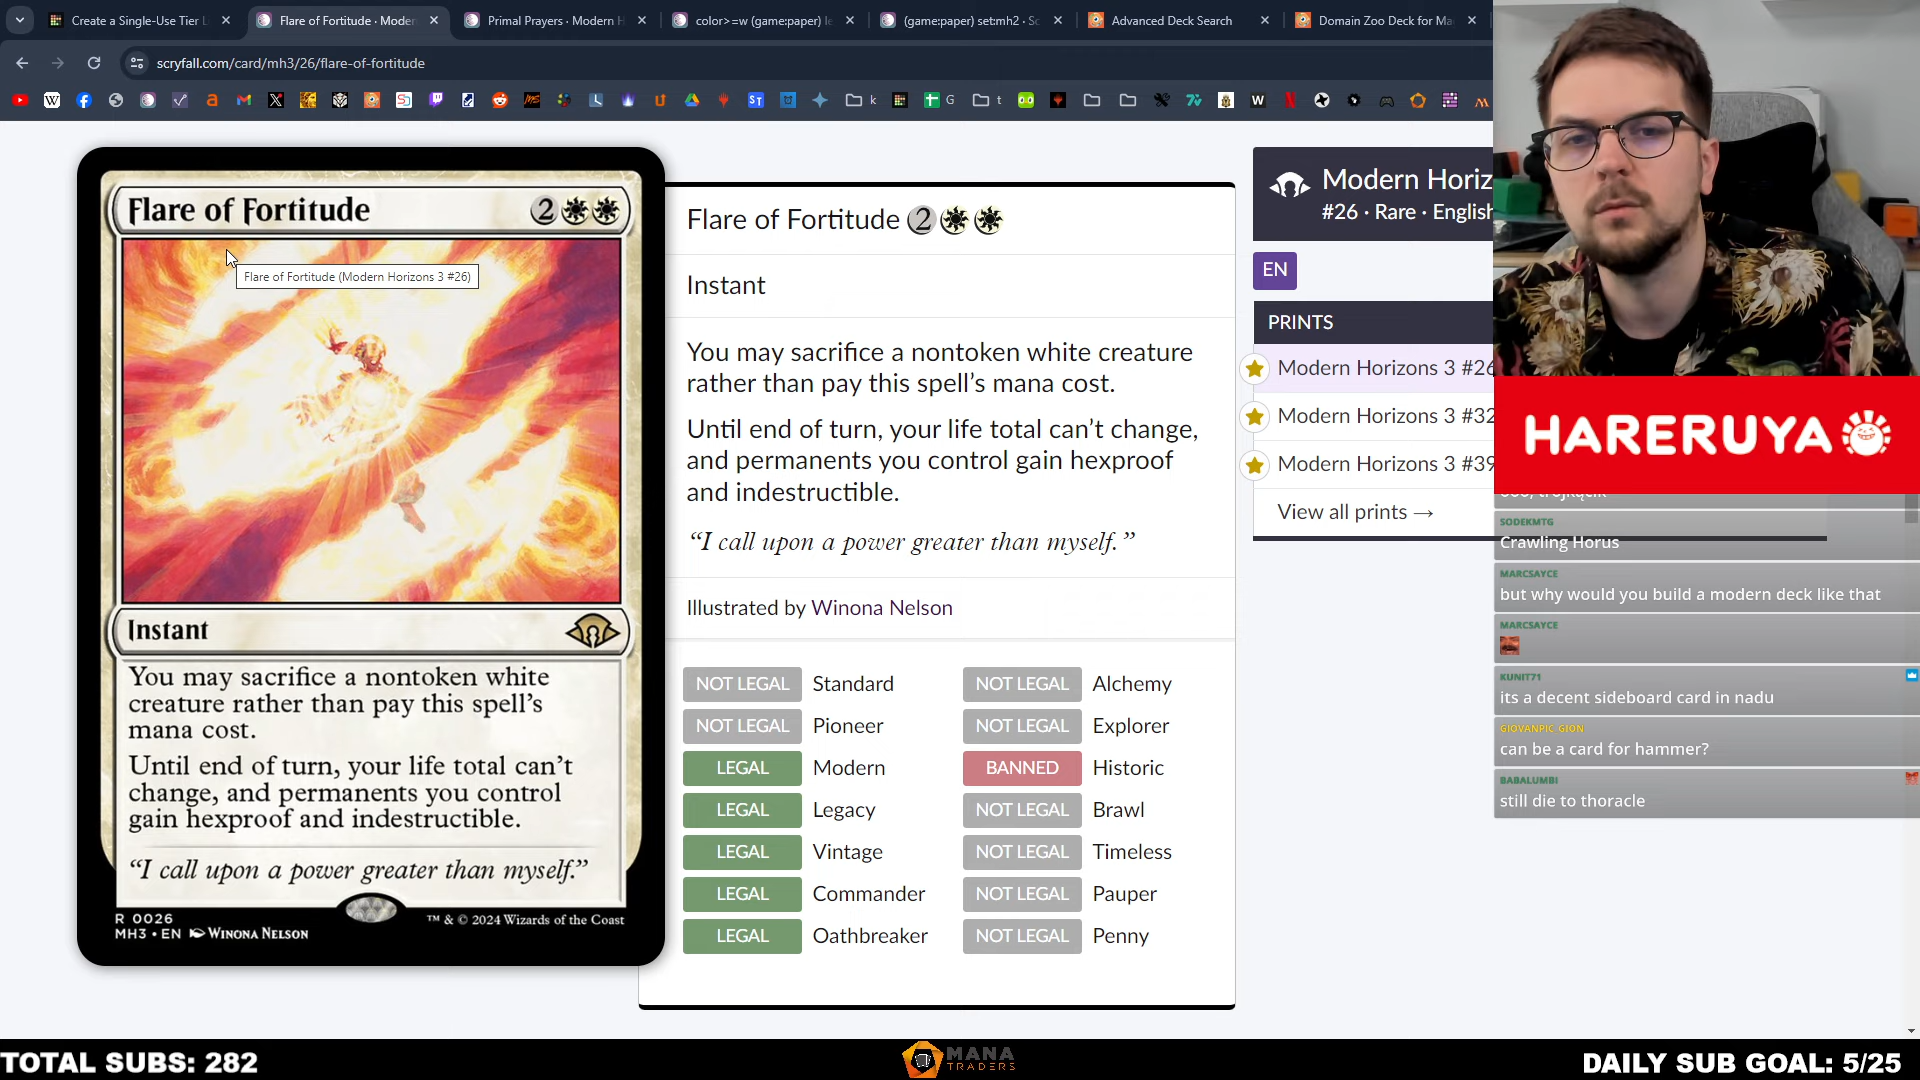 Create a Single-Use Tier L
Flare of Fortitude · Modern
Primal Prayers · Modern H
color>=w (game:paper) le
(game:paper) set:mh2 · Sc
Advanced Deck Search
Domain Zoo Deck for Ma
scryfall.com/card/mh3/26/flare-of-fortitude
Flare of Fortitude 2
Flare of Fortitude (Modern Horizons 3 #26)
Instant
You may sacrifice a nontoken white
creature rather than pay this spell's
mana cost.
Until end of turn, your life total can't
change, and permanents you control
gain hexproof and indestructible.
“I call upon a power greater than myself.”
R 0026
MH3 • EN WINONA NELSON
™ & © 2024 Wizards of the Coast
Flare of Fortitude 2
Instant
You may sacrifice a nontoken white creature
rather than pay this spell's mana cost.
Until end of turn, your life total can't change,
and permanents you control gain hexproof
and indestructible.
“I call upon a power greater than myself.”
Illustrated by Winona Nelson
NOT LEGAL Standard NOT LEGAL Alchemy
NOT LEGAL Pioneer NOT LEGAL Explorer
LEGAL Modern BANNED Historic
LEGAL Legacy NOT LEGAL Brawl
LEGAL Vintage NOT LEGAL Timeless
LEGAL Commander NOT LEGAL Pauper
LEGAL Oathbreaker NOT LEGAL Penny
Modern Horiz
#26 · Rare · English
EN
PRINTS
Modern Horizons 3 #26
Modern Horizons 3 #32
Modern Horizons 3 #39
View all prints →
HARERUYA
SODEKMTG
Crawling Horus
MARCSAYCE
but why would you build a modern deck like that
MARCSAYCE
KUNIT71
its a decent sideboard card in nadu
GIOVANPIC-GION
can be a card for hammer?
BABALUMBI
still die to thoracle
TOTAL SUBS: 282
MANA
TRADERS
DAILY SUB GOAL: 5/25